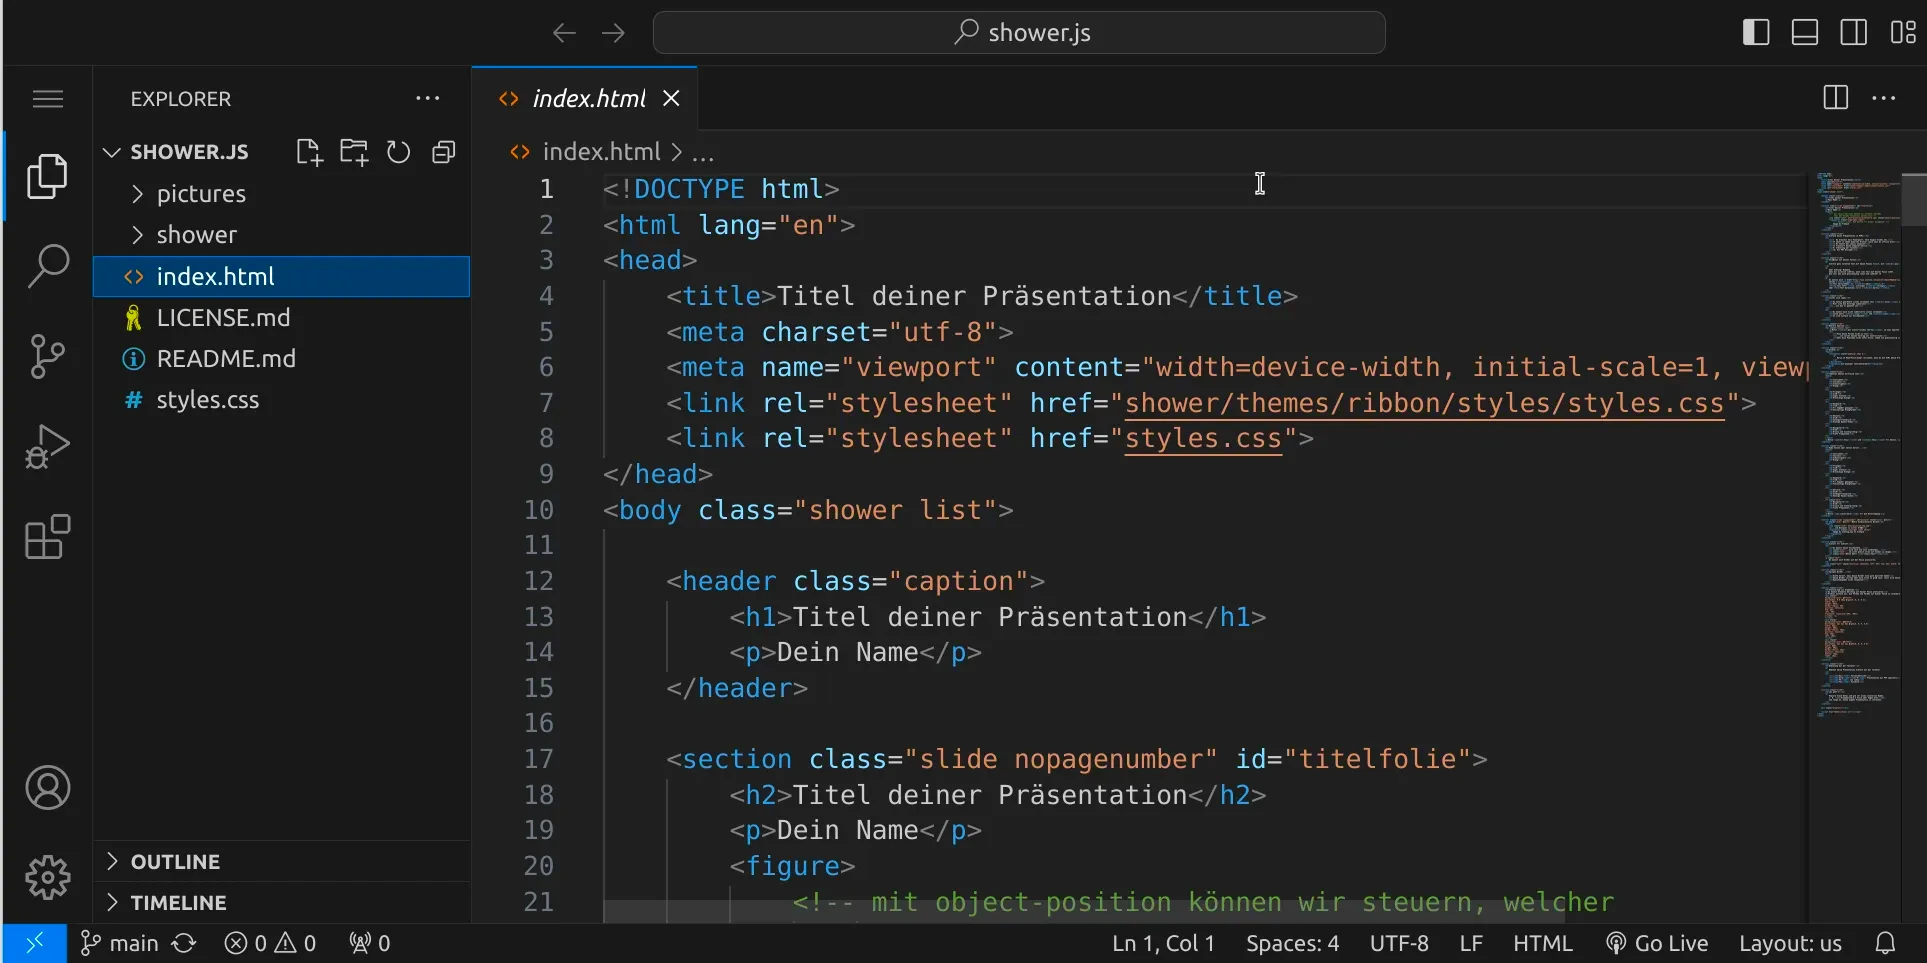 shower.js
EXPLORER
SHOWER.JS
pictures
shower
index.html
LICENSE.md
README.md
styles.css
OUTLINE
TIMELINE
index.html
index.html > ...
1 <!DOCTYPE html>
2 <html lang="en">
3 <head>
4 <title>Titel deiner Präsentation</title>
5 <meta charset="utf-8">
6 <meta name="viewport" content="width=device-width, initial-scale=1, view
7 <link rel="stylesheet" href="shower/themes/ribbon/styles/styles.css">
8 <link rel="stylesheet" href="styles.css">
9 </head>
10 <body class="shower list">
11
12 <header class="caption">
13 <h1>Titel deiner Präsentation</h1>
14 <p>Dein Name</p>
15 </header>
16
17 <section class="slide nopagenumber" id="titelfolie">
18 <h2>Titel deiner Präsentation</h2>
19 <p>Dein Name</p>
20 <figure>
21 <!-- mit object-position können wir steuern, welcher
main 0 0 0 Ln 1, Col 1 Spaces: 4 UTF-8 LF HTML Go Live Layout: us